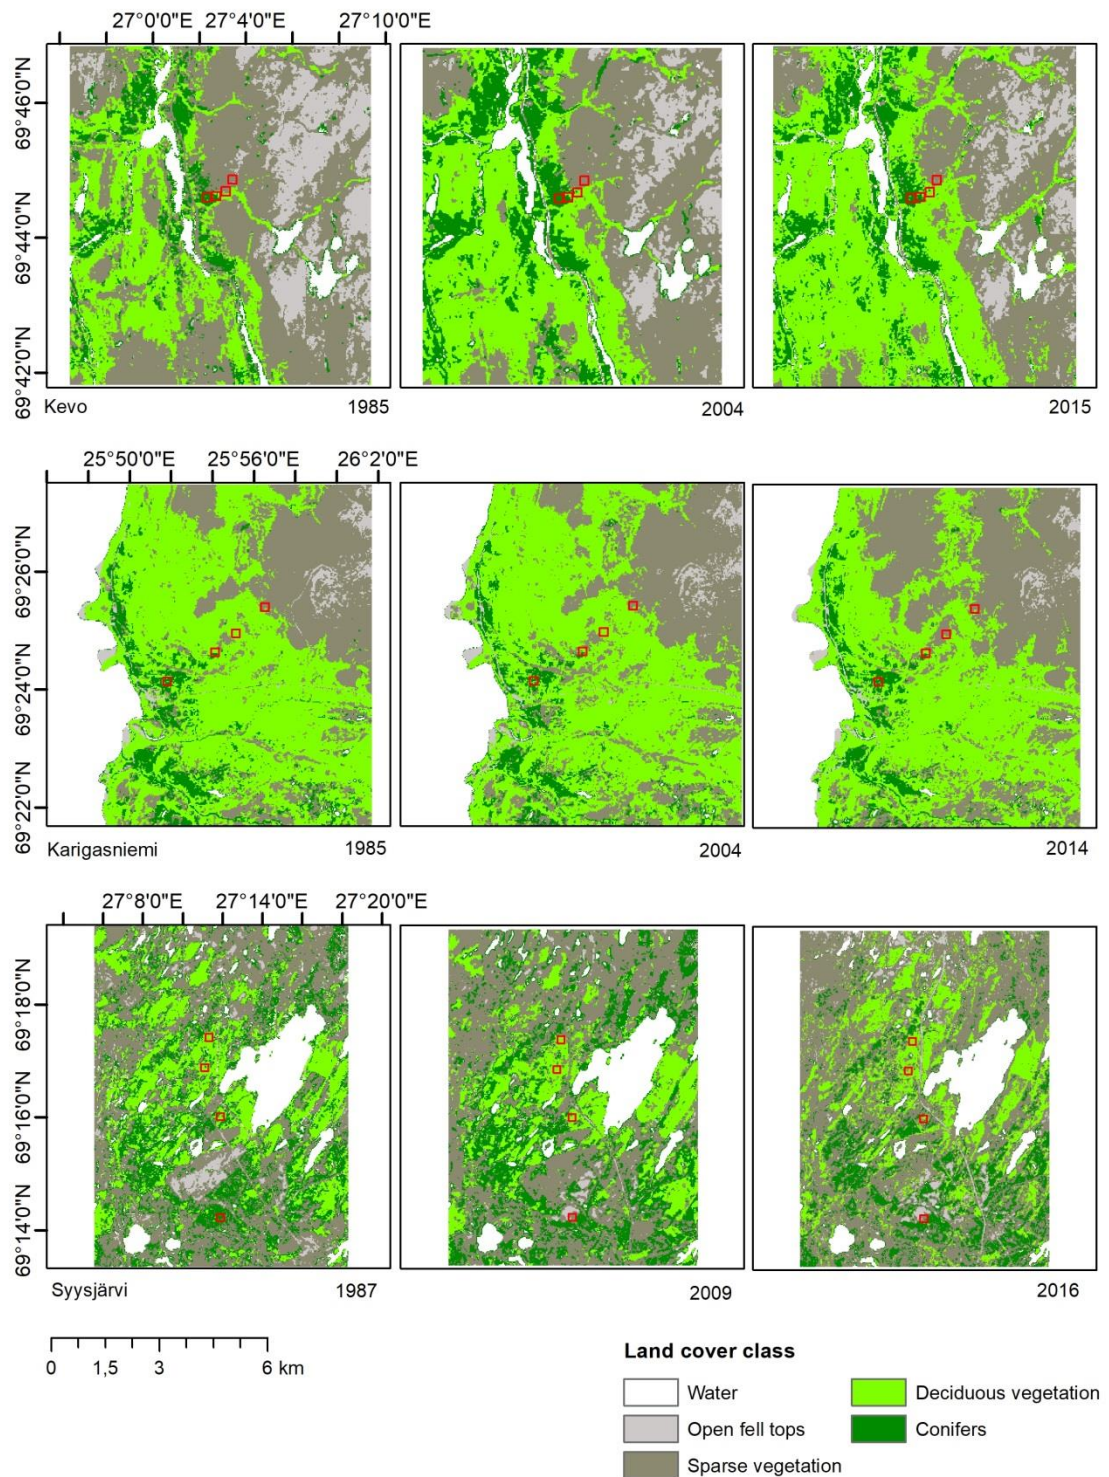 27°0'0"E 27°4'0"E 27°10'0"E
69°46'0"N
69°44'0"N
69°42'0"N
Kevo 1985 2004 2015
25°50'0"E 25°56'0"E 26°2'0"E
69°26'0"N
69°24'0"N
69°22'0"N
Karigasniemi 1985 2004 2014
27°8'0"E 27°14'0"E 27°20'0"E
69°18'0"N
69°16'0"N
69°14'0"N
Syysjärvi 1987 2009 2016
0 1,5 3 6 km
Land cover class
Water Deciduous vegetation
Open fell tops Conifers
Sparse vegetation